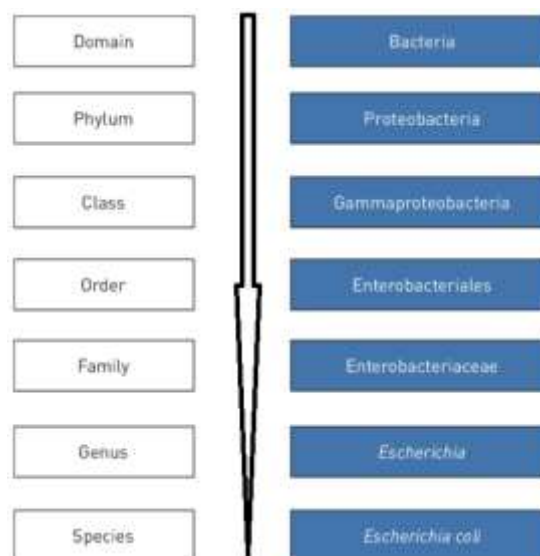 Domain
Bacteria
Phylum
Proteobacteria
Class
Gammaproteobacteria
Order
Enterobacteriales
Family
Enterobacteriaceae
Genus
Escherichia
Species
Escherichia coli